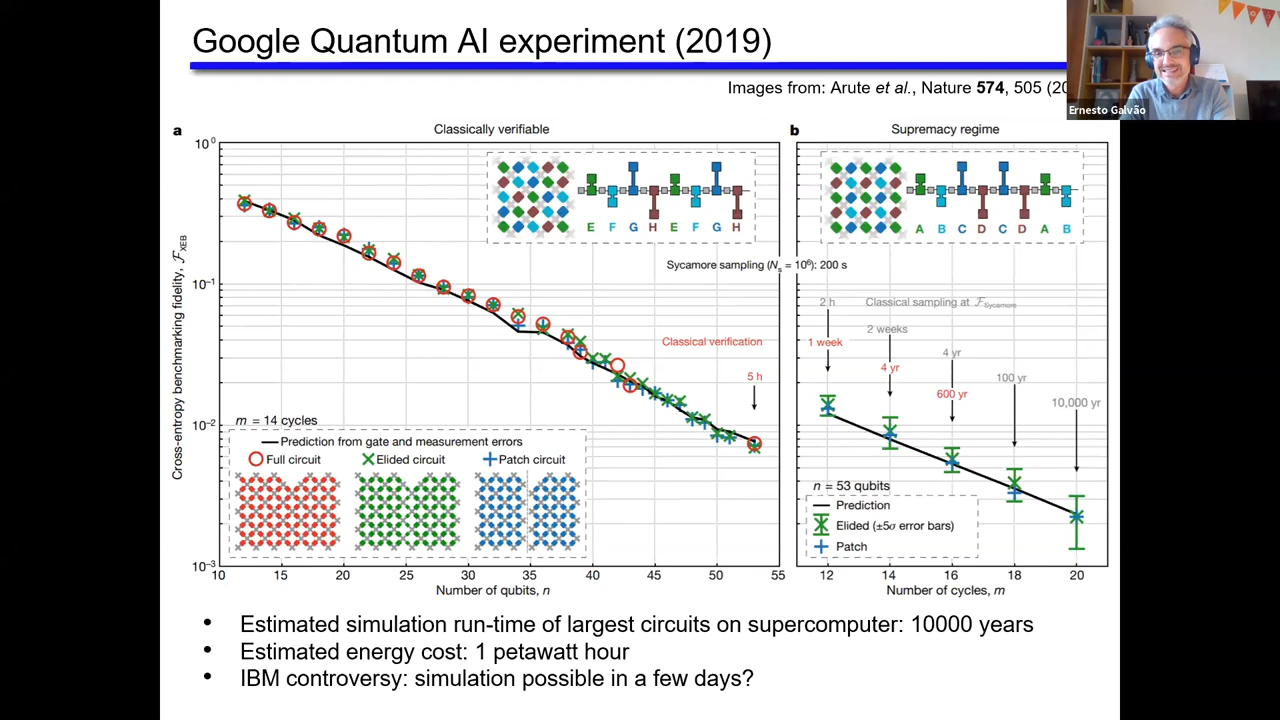 Google Quantum AI experiment (2019)
Images from: Arute et al., Nature 574, 505 (20
Ernesto Galvão
a
Classically verifiable
b
Supremacy regime
10⁰
10⁻¹
10⁻²
10⁻³
Cross-entropy benchmarking fidelity, ℱXEB
E F G H E F G H
A B C D C D A B
Sycamore sampling (Ns = 10⁶): 200 s
Classical verification
5 h
m = 14 cycles
Prediction from gate and measurement errors
Full circuit
Elided circuit
Patch circuit
10 15 20 25 30 35 40 45 50 55
Number of qubits, n
2 h
Classical sampling at ℱSycamore
1 week
2 weeks
4 yr
4 yr
600 yr
100 yr
10,000 yr
n = 53 qubits
Prediction
Elided (±5σ error bars)
Patch
12 14 16 18 20
Number of cycles, m
• Estimated simulation run-time of largest circuits on supercomputer: 10000 years
• Estimated energy cost: 1 petawatt hour
• IBM controversy: simulation possible in a few days?